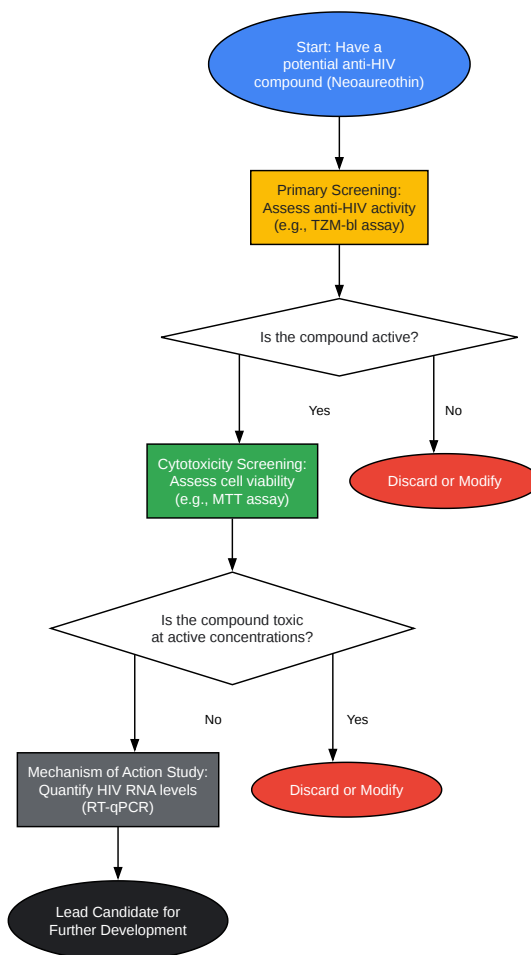 Start: Have a
potential anti-HIV
compound (Neoaureothin)
Primary Screening:
Assess anti-HIV activity
(e.g., TZM-bl assay)
Is the compound active?
Yes
No
Cytotoxicity Screening:
Assess cell viability
(e.g., MTT assay)
Discard or Modify
Is the compound toxic
at active concentrations?
No
Yes
Mechanism of Action Study:
Quantify HIV RNA levels
(RT-qPCR)
Discard or Modify
Lead Candidate for
Further Development